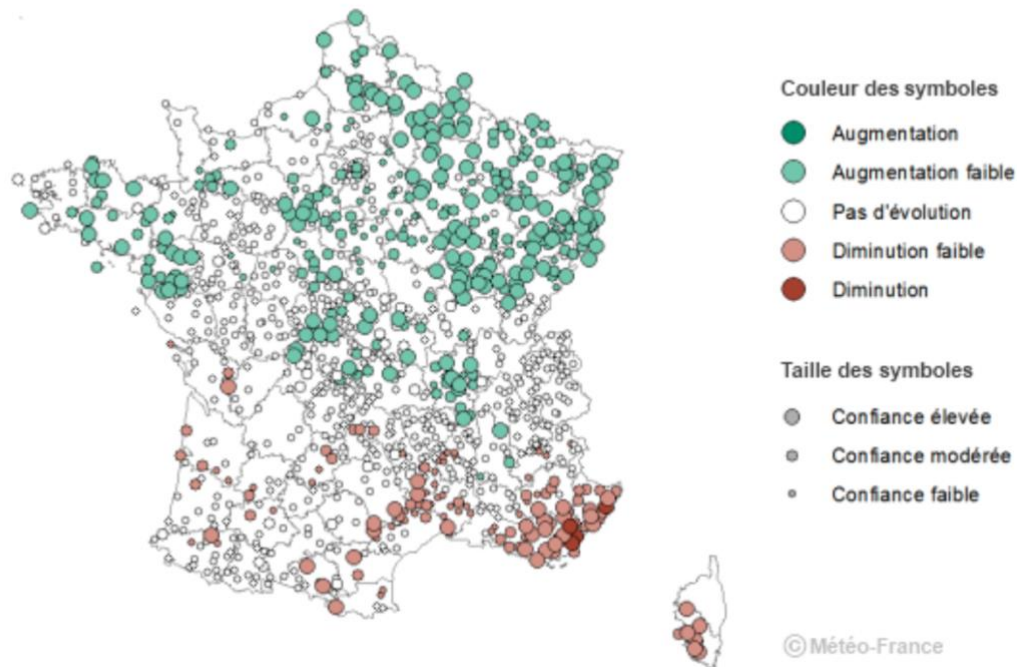 Couleur des symboles
Augmentation
Augmentation faible
Pas d'évolution
Diminution faible
Diminution
Taille des symboles
Confiance élevée
Confiance modérée
Confiance faible
© Météo-France